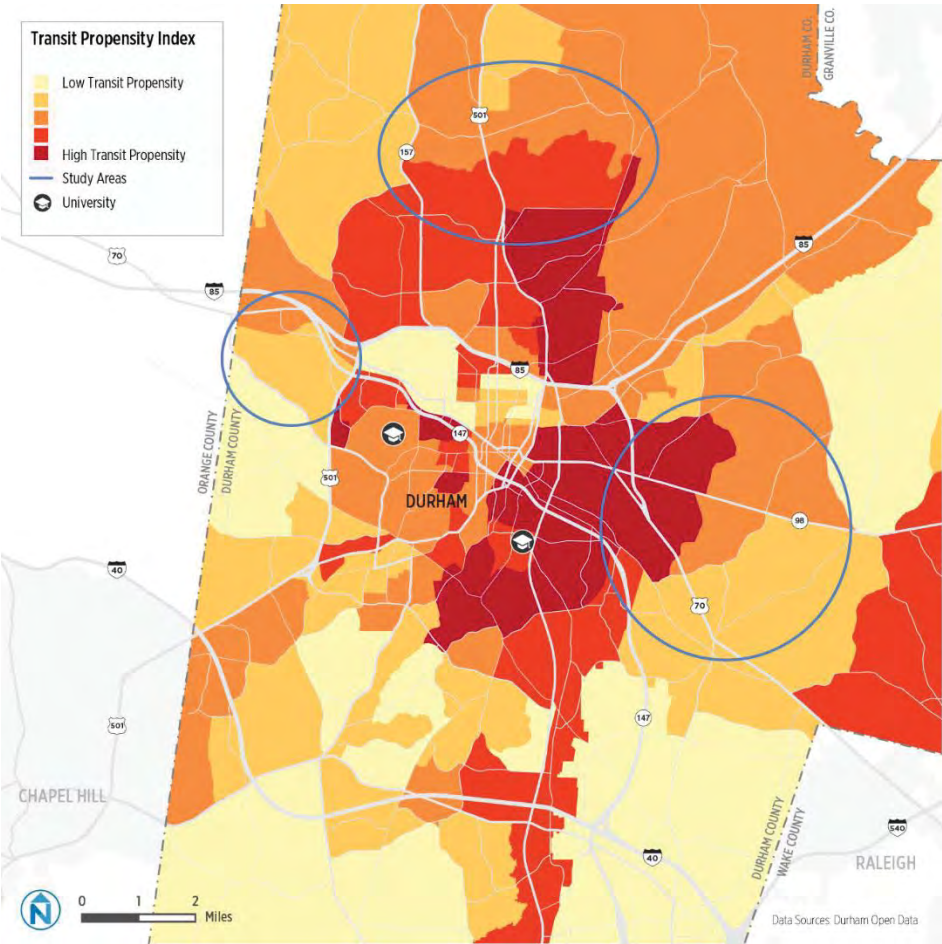 Transit Propensity Index
Low Transit Propensity
High Transit Propensity
Study Areas
University
DURHAM CO.
GRANVILLE CO.
501
157
70
85
85
85
147
ORANGE COUNTY
DURHAM COUNTY
501
DURHAM
98
40
70
501
147
CHAPEL HILL
DURHAM COUNTY
WAKE COUNTY
540
40
RALEIGH
N
0 1 2
Miles
Data Sources: Durham Open Data